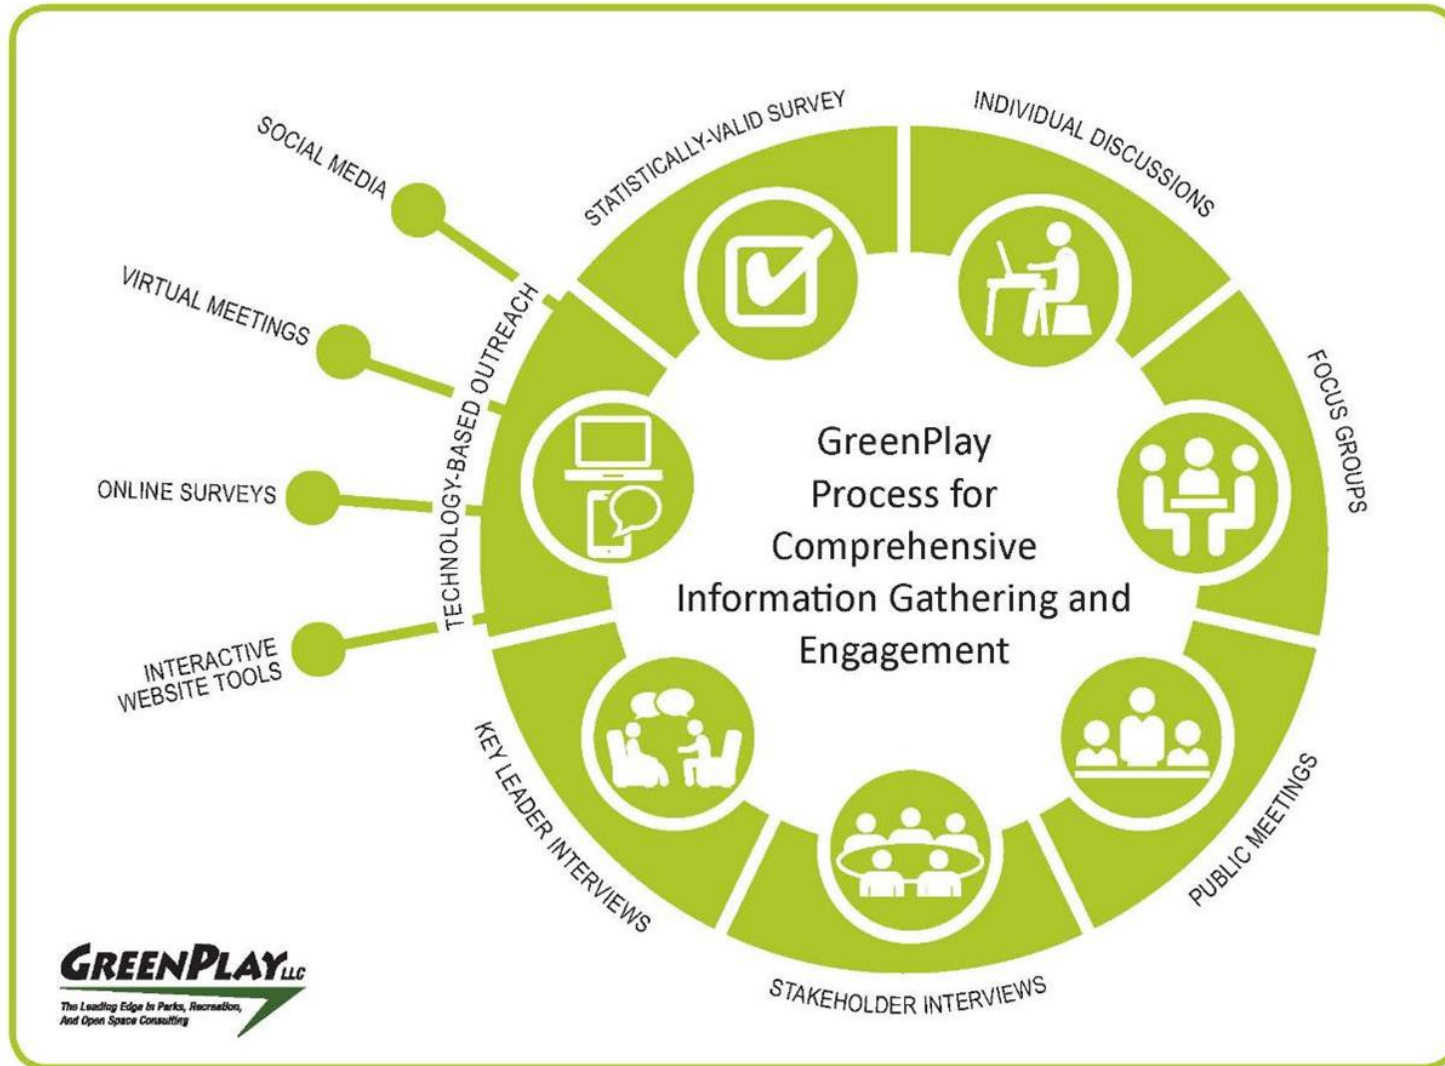 SOCIAL MEDIA
VIRTUAL MEETINGS
ONLINE SURVEYS
INTERACTIVE
WEBSITE TOOLS
TECHNOLOGY-BASED OUTREACH
STATISTICALLY-VALID SURVEY
INDIVIDUAL DISCUSSIONS
FOCUS GROUPS
PUBLIC MEETINGS
STAKEHOLDER INTERVIEWS
KEY LEADER INTERVIEWS
GreenPlay
Process for
Comprehensive
Information Gathering and
Engagement
GREENPLAY LLC
The Leading Edge in Parks, Recreation,
And Open Space Consulting